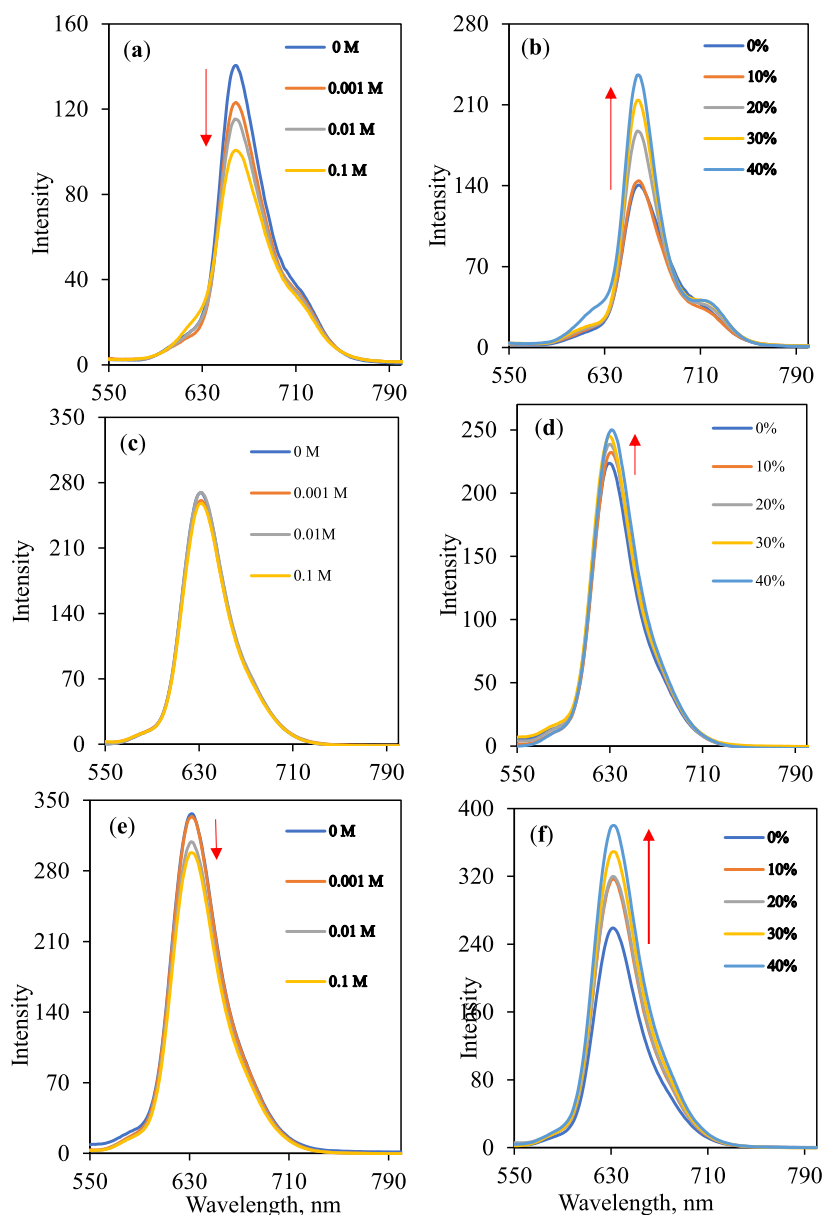 (a)
0 M
0.001 M
0.01 M
0.1 M
160
120
80
40
0
Intensity
550 630 710 790
(b)
0%
10%
20%
30%
40%
280
210
140
70
0
Intensity
550 630 710 790
(c)
0 M
0.001 M
0.01M
0.1 M
350
280
210
140
70
0
Intensity
550 630 710 790
(d)
0%
10%
20%
30%
40%
250
200
150
100
50
0
Intensity
550 630 710 790
(e)
0 M
0.001 M
0.01 M
0.1 M
350
280
210
140
70
0
Intensity
550 630 710 790
Wavelength, nm
(f)
0%
10%
20%
30%
40%
400
320
240
160
80
0
Intensity
550 630 710 790
Wavelength, nm